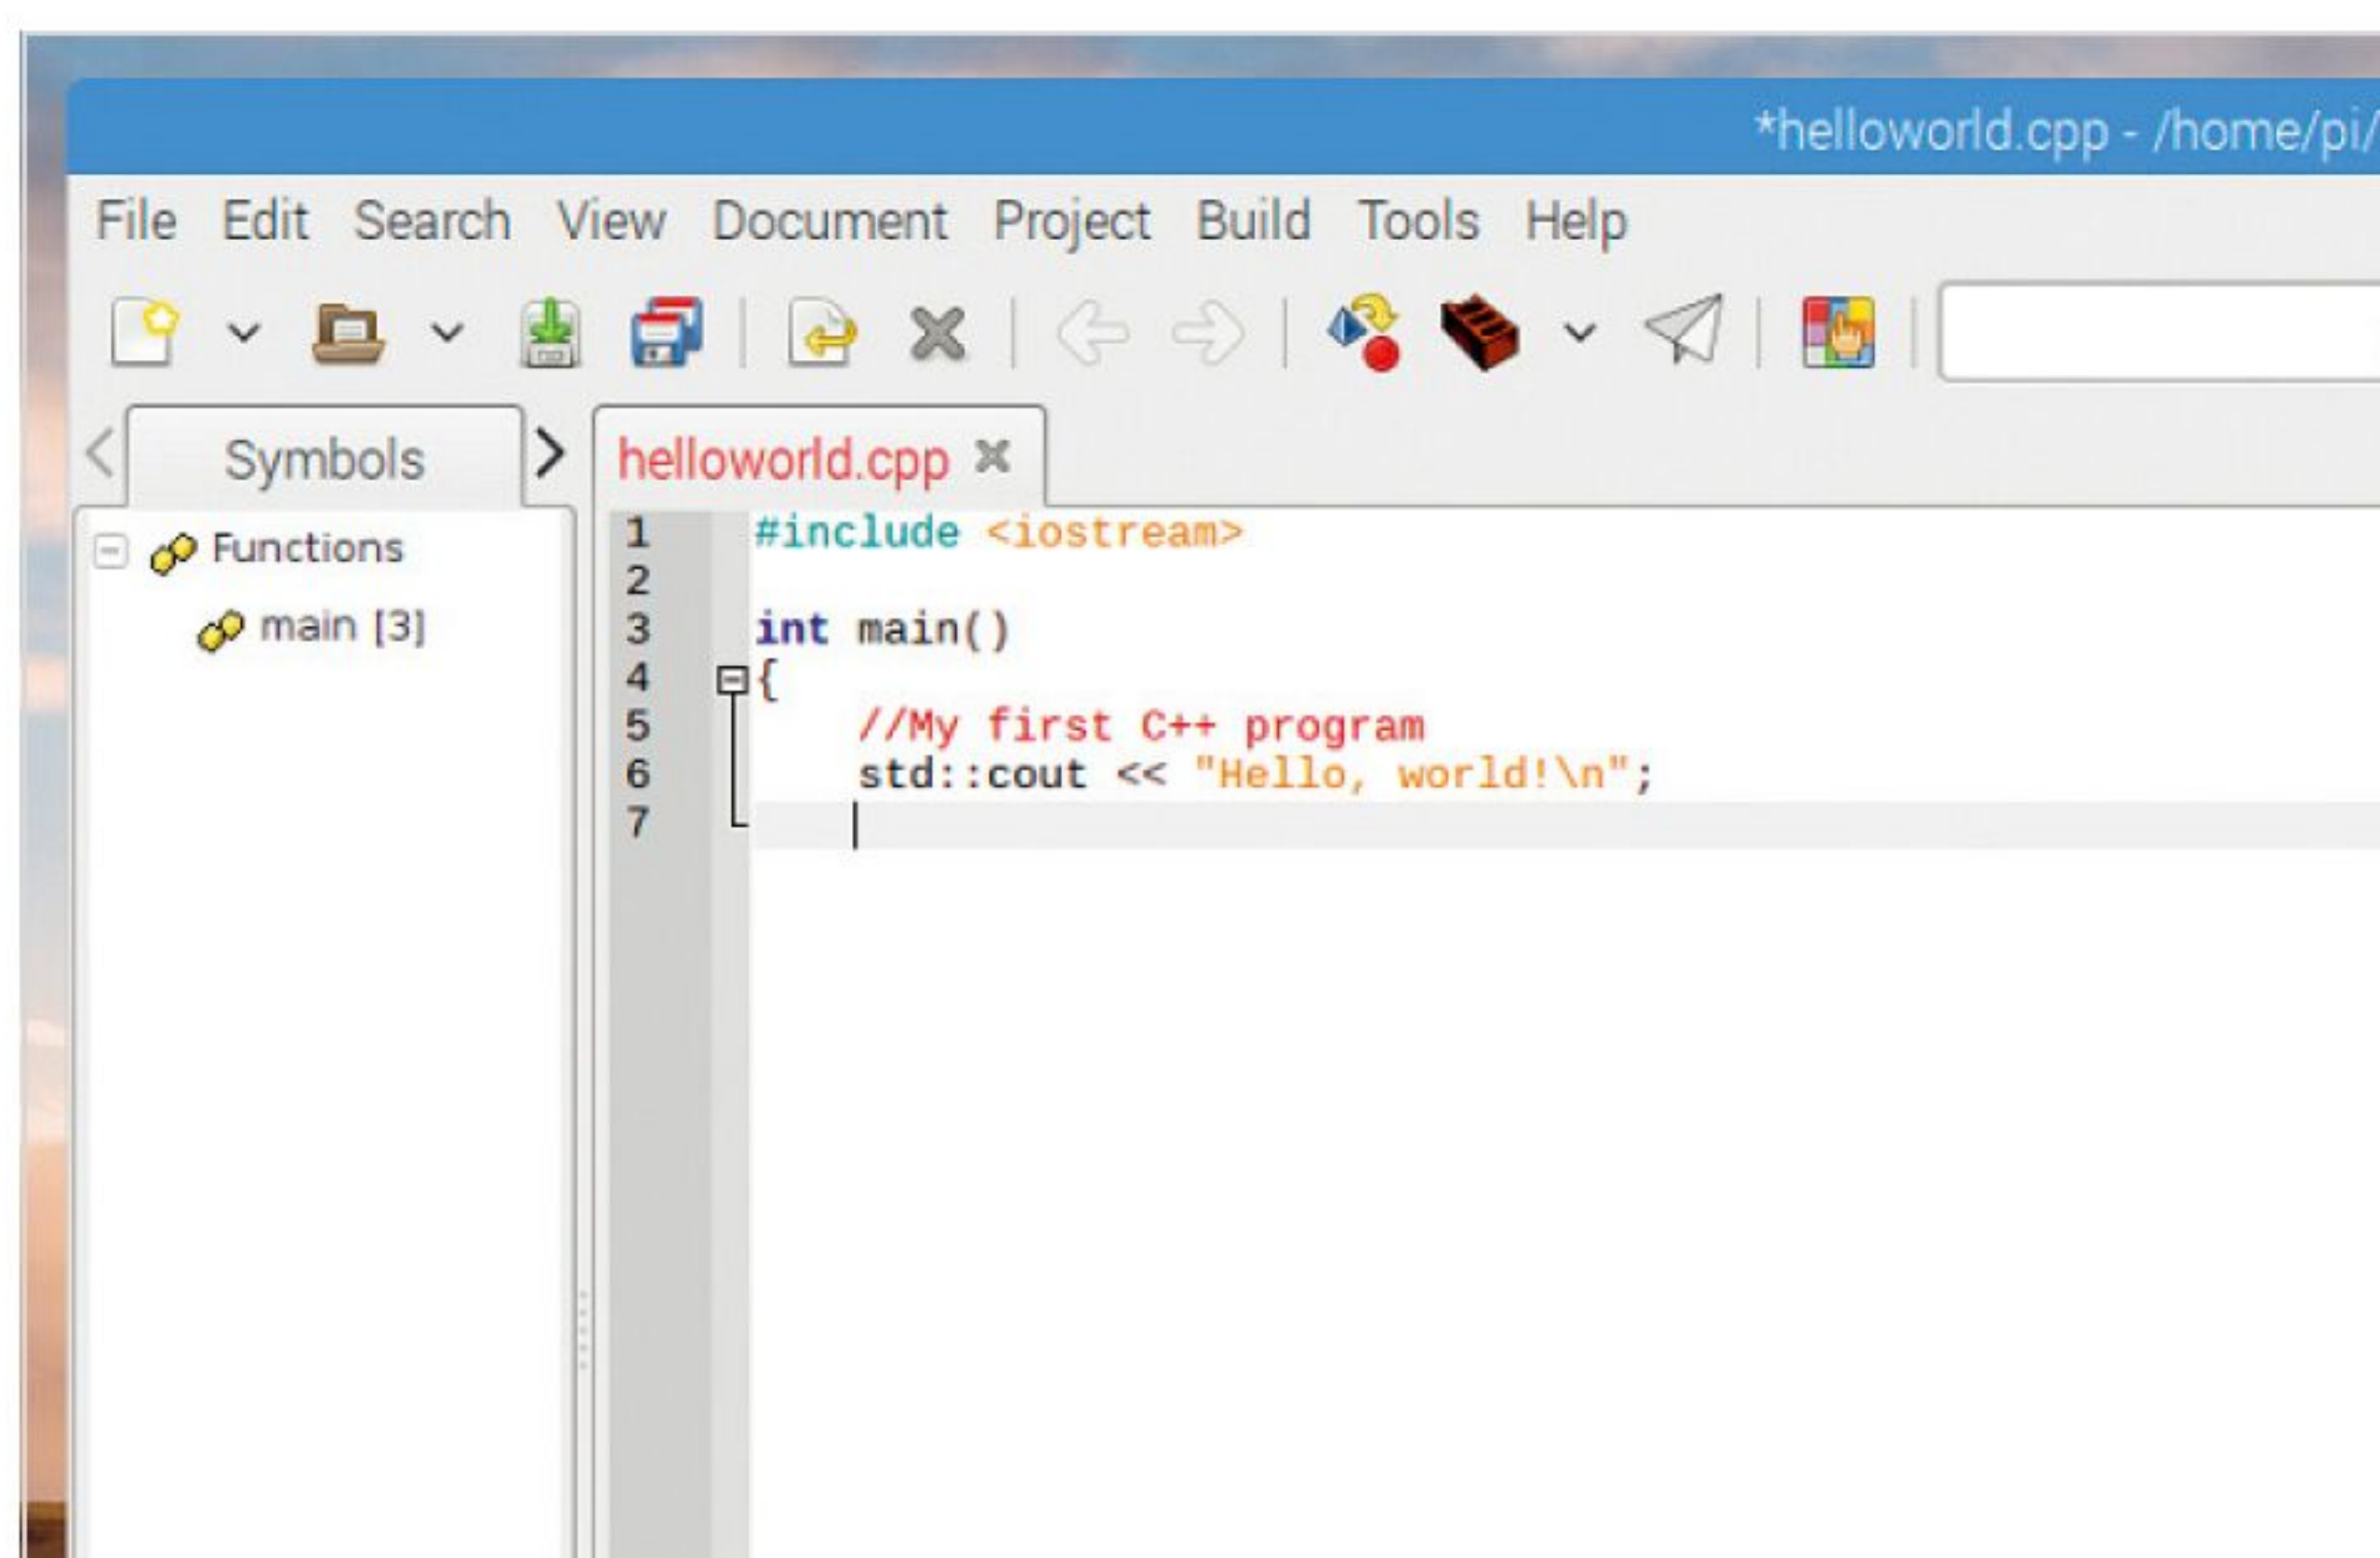 *helloworld.cpp - /home/pi/
File Edit Search View Document Project Build Tools Help
Symbols
helloworld.cpp
Functions
main [3]
1 #include <iostream>
2
3 int main()
4 {
5 //My first C++ program
6 std::cout << "Hello, world!\n";
7